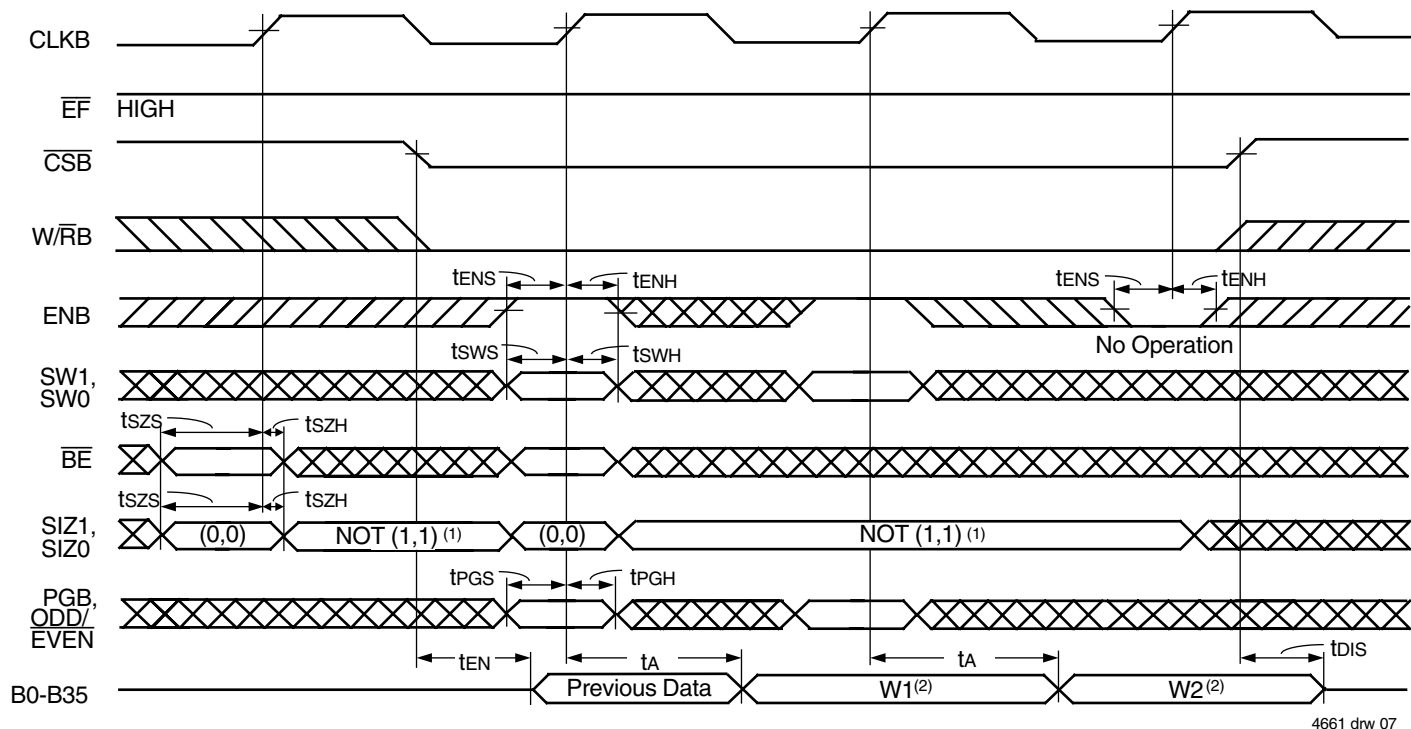 CLKB
EF HIGH
CSB
W/RB
tENS tENH tENS tENH
ENB
No Operation
tSWS tSWH
SW1,
SW0
tSZS tSZH
BE
tSZS tSZH
SIZ1,
SIZ0
(0,0) NOT (1,1) (1) (0,0) NOT (1,1) (1)
tPGS tPGH
PGB,
ODD/
EVEN
tEN tA tA tDIS
B0-B35 Previous Data W1(2) W2(2)
4661 drw 07